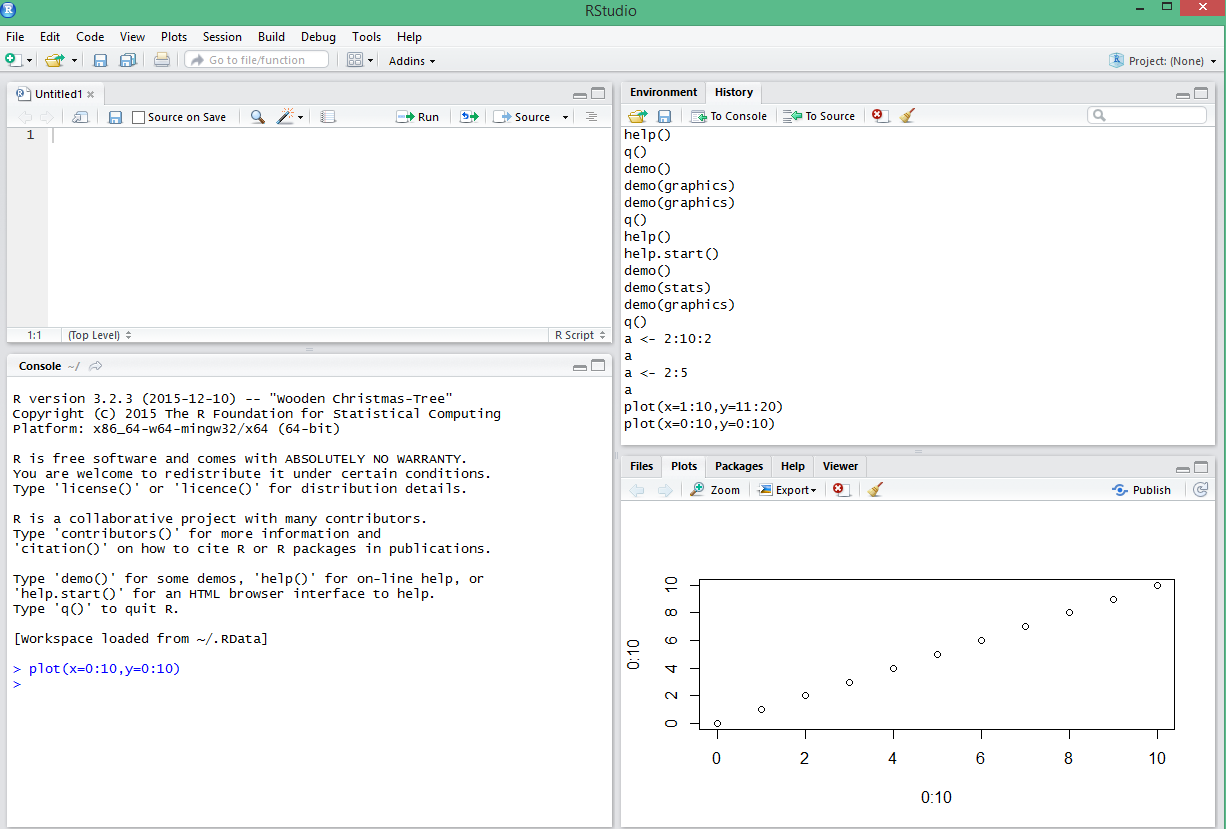 RStudio
File Edit Code View Plots Session Build Debug Tools Help
Go to file/function Addins Project: (None)
Untitled1
Source on Save Run Source
1
1:1 (Top Level) R Script
Console ~/
R version 3.2.3 (2015-12-10) -- "Wooden Christmas-Tree"
Copyright (C) 2015 The R Foundation for Statistical Computing
Platform: x86_64-w64-mingw32/x64 (64-bit)
R is free software and comes with ABSOLUTELY NO WARRANTY.
You are welcome to redistribute it under certain conditions.
Type 'license()' or 'licence()' for distribution details.
R is a collaborative project with many contributors.
Type 'contributors()' for more information and
'citation()' on how to cite R or R packages in publications.
Type 'demo()' for some demos, 'help()' for on-line help, or
'help.start()' for an HTML browser interface to help.
Type 'q()' to quit R.
[Workspace loaded from ~/.RData]
> plot(x=0:10,y=0:10)
>
Environment History
To Console To Source
help()
q()
demo()
demo(graphics)
demo(graphics)
q()
help()
help.start()
demo()
demo(stats)
demo(graphics)
q()
a <- 2:10:2
a
a <- 2:5
a
plot(x=1:10,y=11:20)
plot(x=0:10,y=0:10)
Files Plots Packages Help Viewer
Zoom Export Publish
10
8
6
4
2
0
0:10
0 2 4 6 8 10
0:10